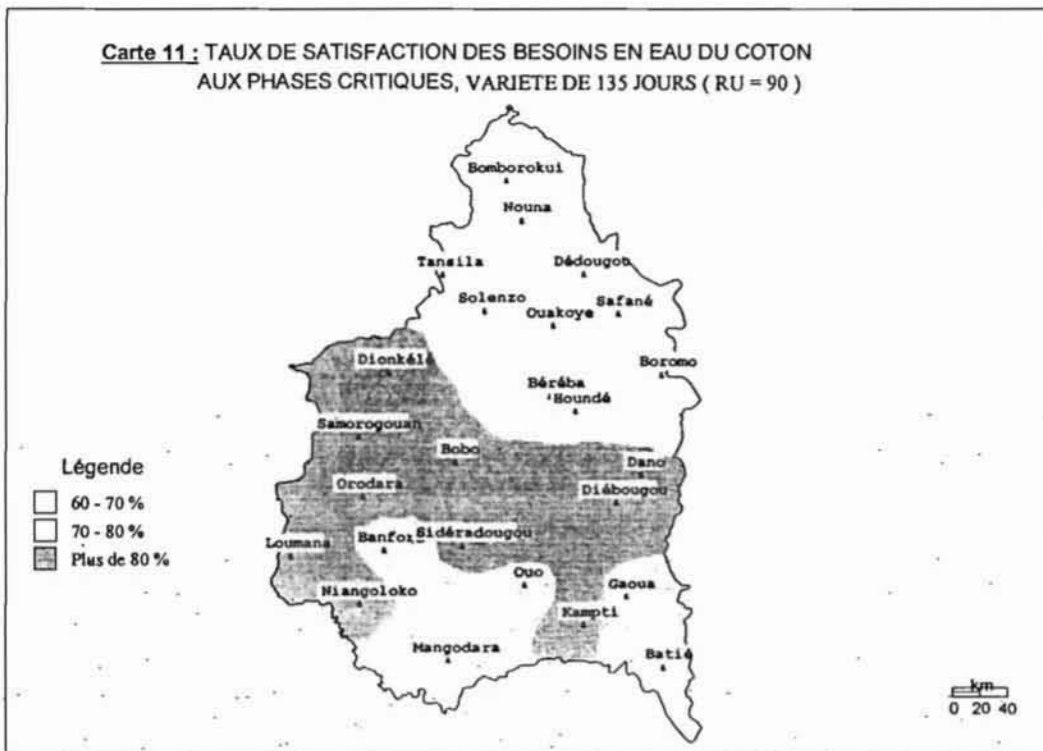 Carte 11 : TAUX DE SATISFACTION DES BESOINS EN EAU DU COTON
AUX PHASES CRITIQUES, VARIETE DE 135 JOURS ( RU = 90 )
Bomborokui
Nouna
Tansila
Dédougou
Solenzo
Safané
Ouakoye
Dionkélé
Boromo
Béréba
Houndé
Samorogouan
Bobo
Dano
Orodara
Diébougou
Banfora
Sidéradougou
Loumana
Ouo
Gaoua
Niangoloko
Kampti
Mangodara
Batié
Légende
60 - 70 %
70 - 80 %
Plus de 80 %
km
0 20 40